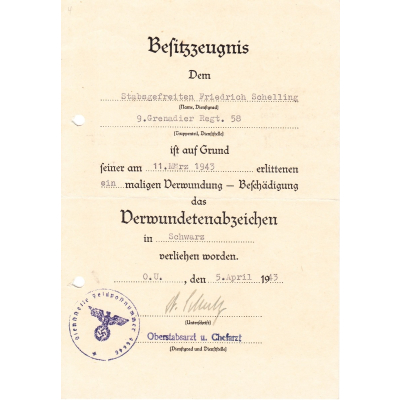 Besitzzeugnis
Dem
Stabsgefreiten Friedrich Schelling
(Name, Dienstgrad)
9.Grenadier Regt. 58
(Truppenteil, Dienststelle)
ist auf Grund
seiner am 11.März 1943 erlittenen
ein maligen Verwundung – Beschädigung
das
Verwundetenabzeichen
in Schwarz
verliehen worden.
O.U. , den 5.April 1943
(Unterschrift)
Oberstabsarzt u. Chefarzt
(Dienstgrad und Dienststelle)
Dienststelle Feldpostnummer